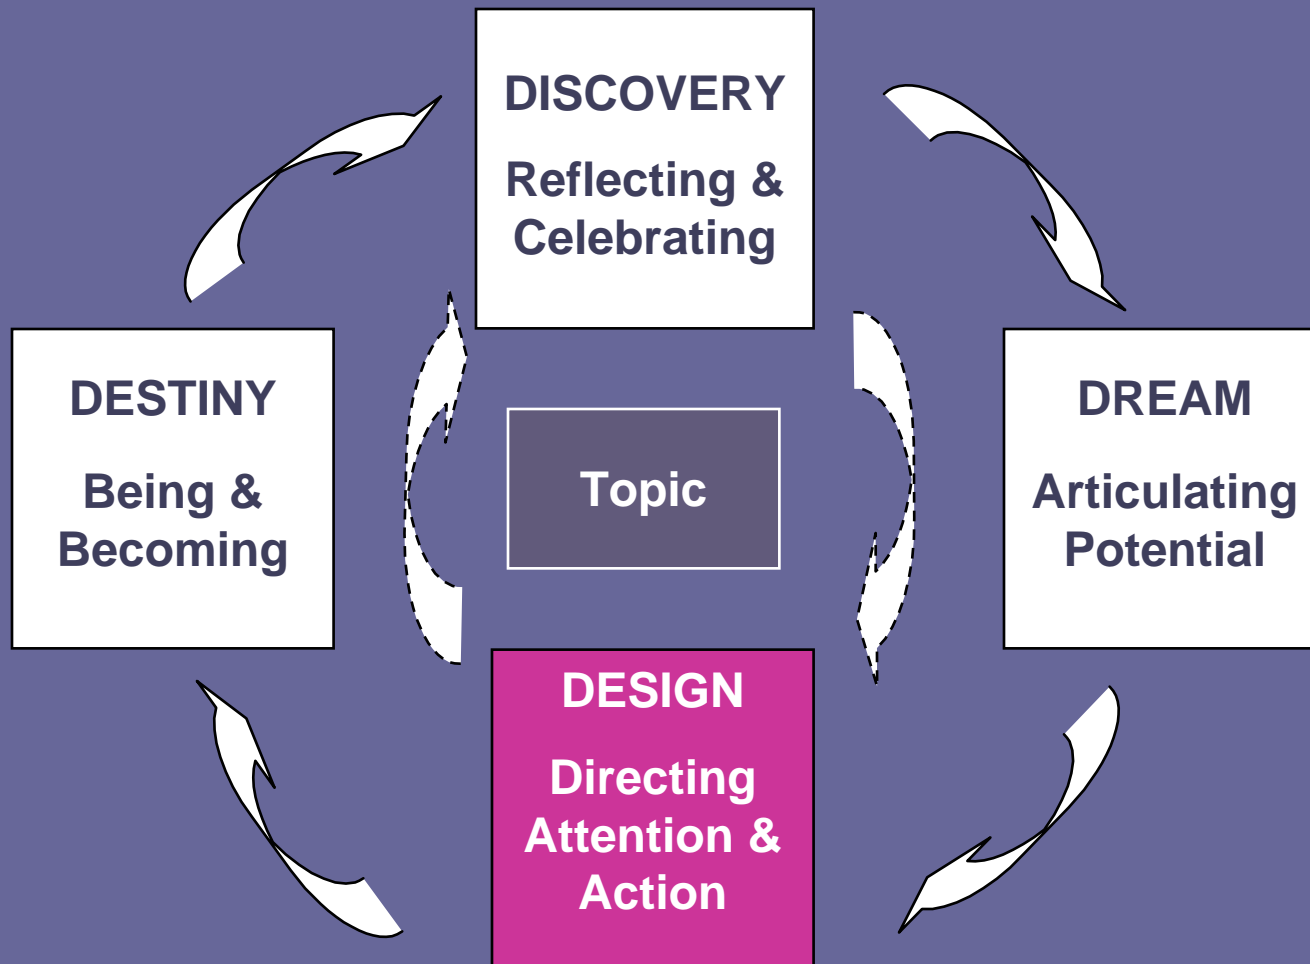 DISCOVERY
Reflecting &
Celebrating
DESTINY
Being &
Becoming
Topic
DREAM
Articulating
Potential
DESIGN
Directing
Attention &
Action